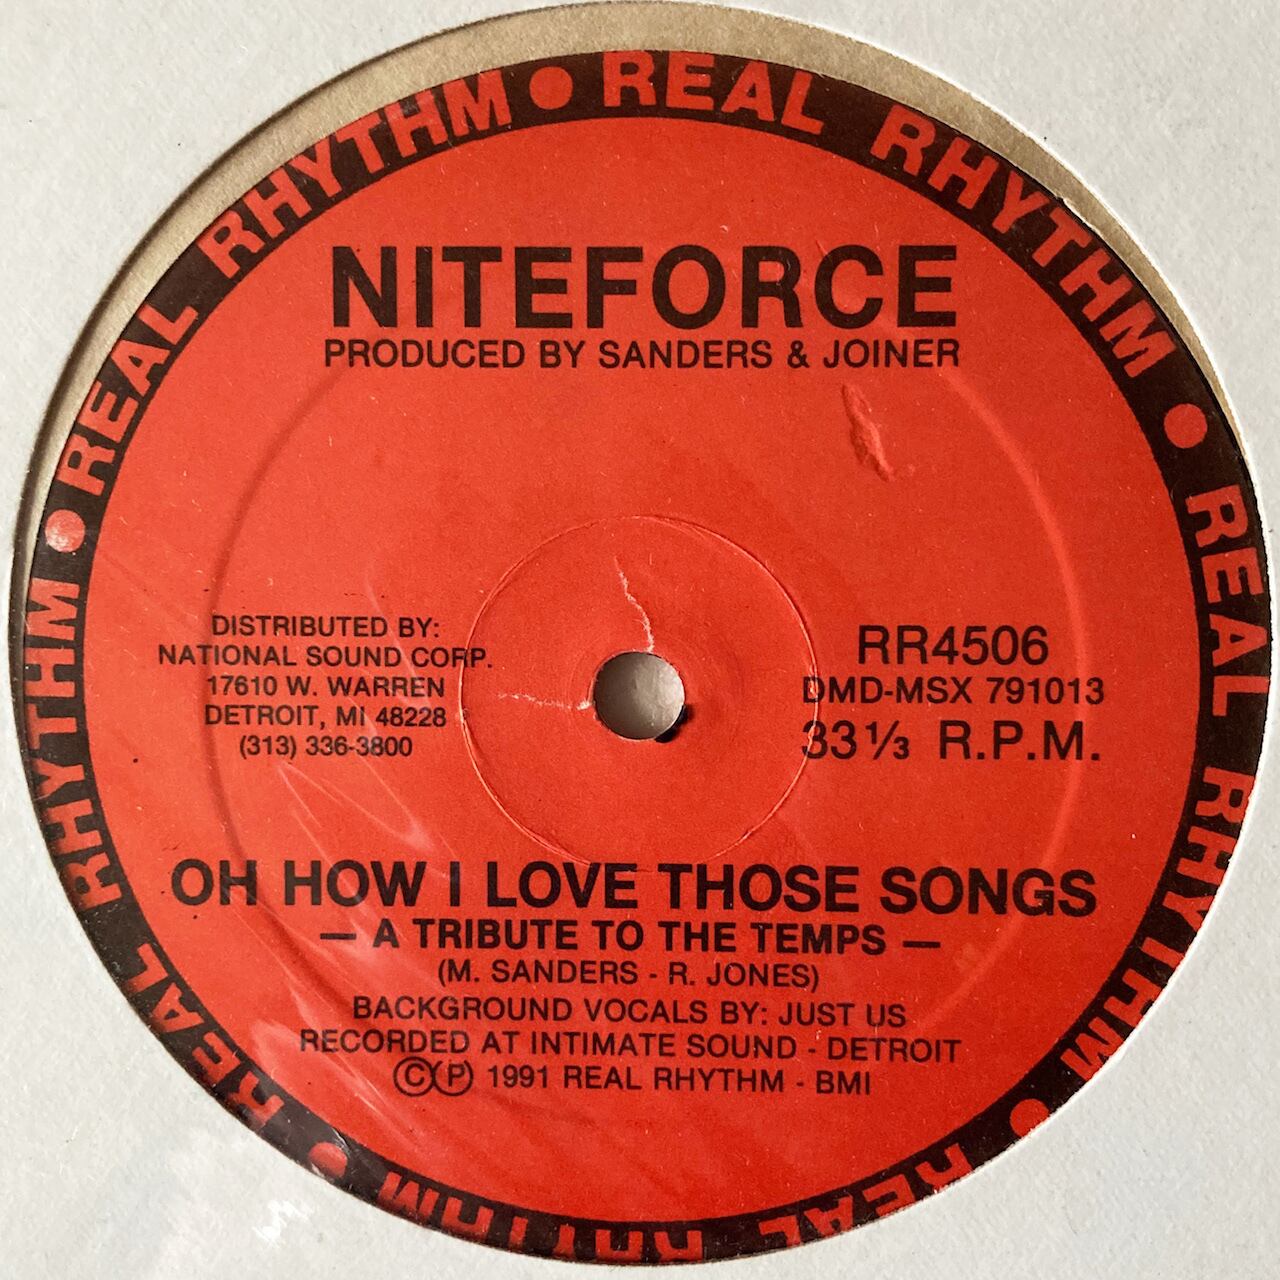 REAL RHYTHM • REAL RHYTHM • REAL RHYTHM • REAL RHYTHM • REAL RHYTHM •
NITEFORCE
PRODUCED BY SANDERS & JOINER
DISTRIBUTED BY:
NATIONAL SOUND CORP.
17610 W. WARREN
DETROIT, MI 48228
(313) 336-3800
RR4506
DMD-MSX 791013
33 1/3 R.P.M.
OH HOW I LOVE THOSE SONGS
— A TRIBUTE TO THE TEMPS —
(M. SANDERS - R. JONES)
BACKGROUND VOCALS BY: JUST US
RECORDED AT INTIMATE SOUND - DETROIT
©℗ 1991 REAL RHYTHM - BMI